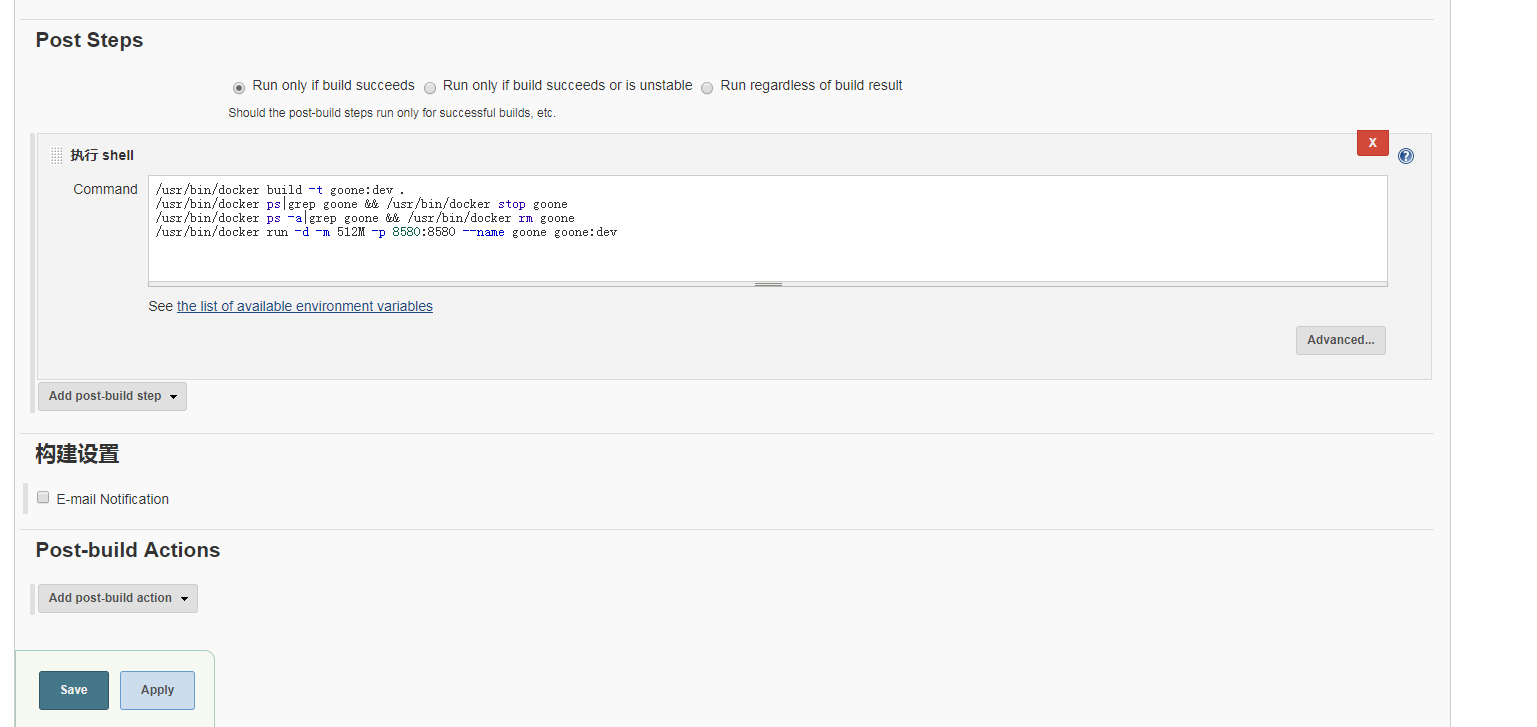 Post Steps
Run only if build succeeds Run only if build succeeds or is unstable Run regardless of build result
Should the post-build steps run only for successful builds, etc.
执行 shell
X
?
Command
/usr/bin/docker build -t goone:dev .
/usr/bin/docker ps|grep goone && /usr/bin/docker stop goone
/usr/bin/docker ps -a|grep goone && /usr/bin/docker rm goone
/usr/bin/docker run -d -m 512M -p 8580:8580 --name goone goone:dev
See the list of available environment variables
Advanced...
Add post-build step
构建设置
E-mail Notification
Post-build Actions
Add post-build action
Save Apply